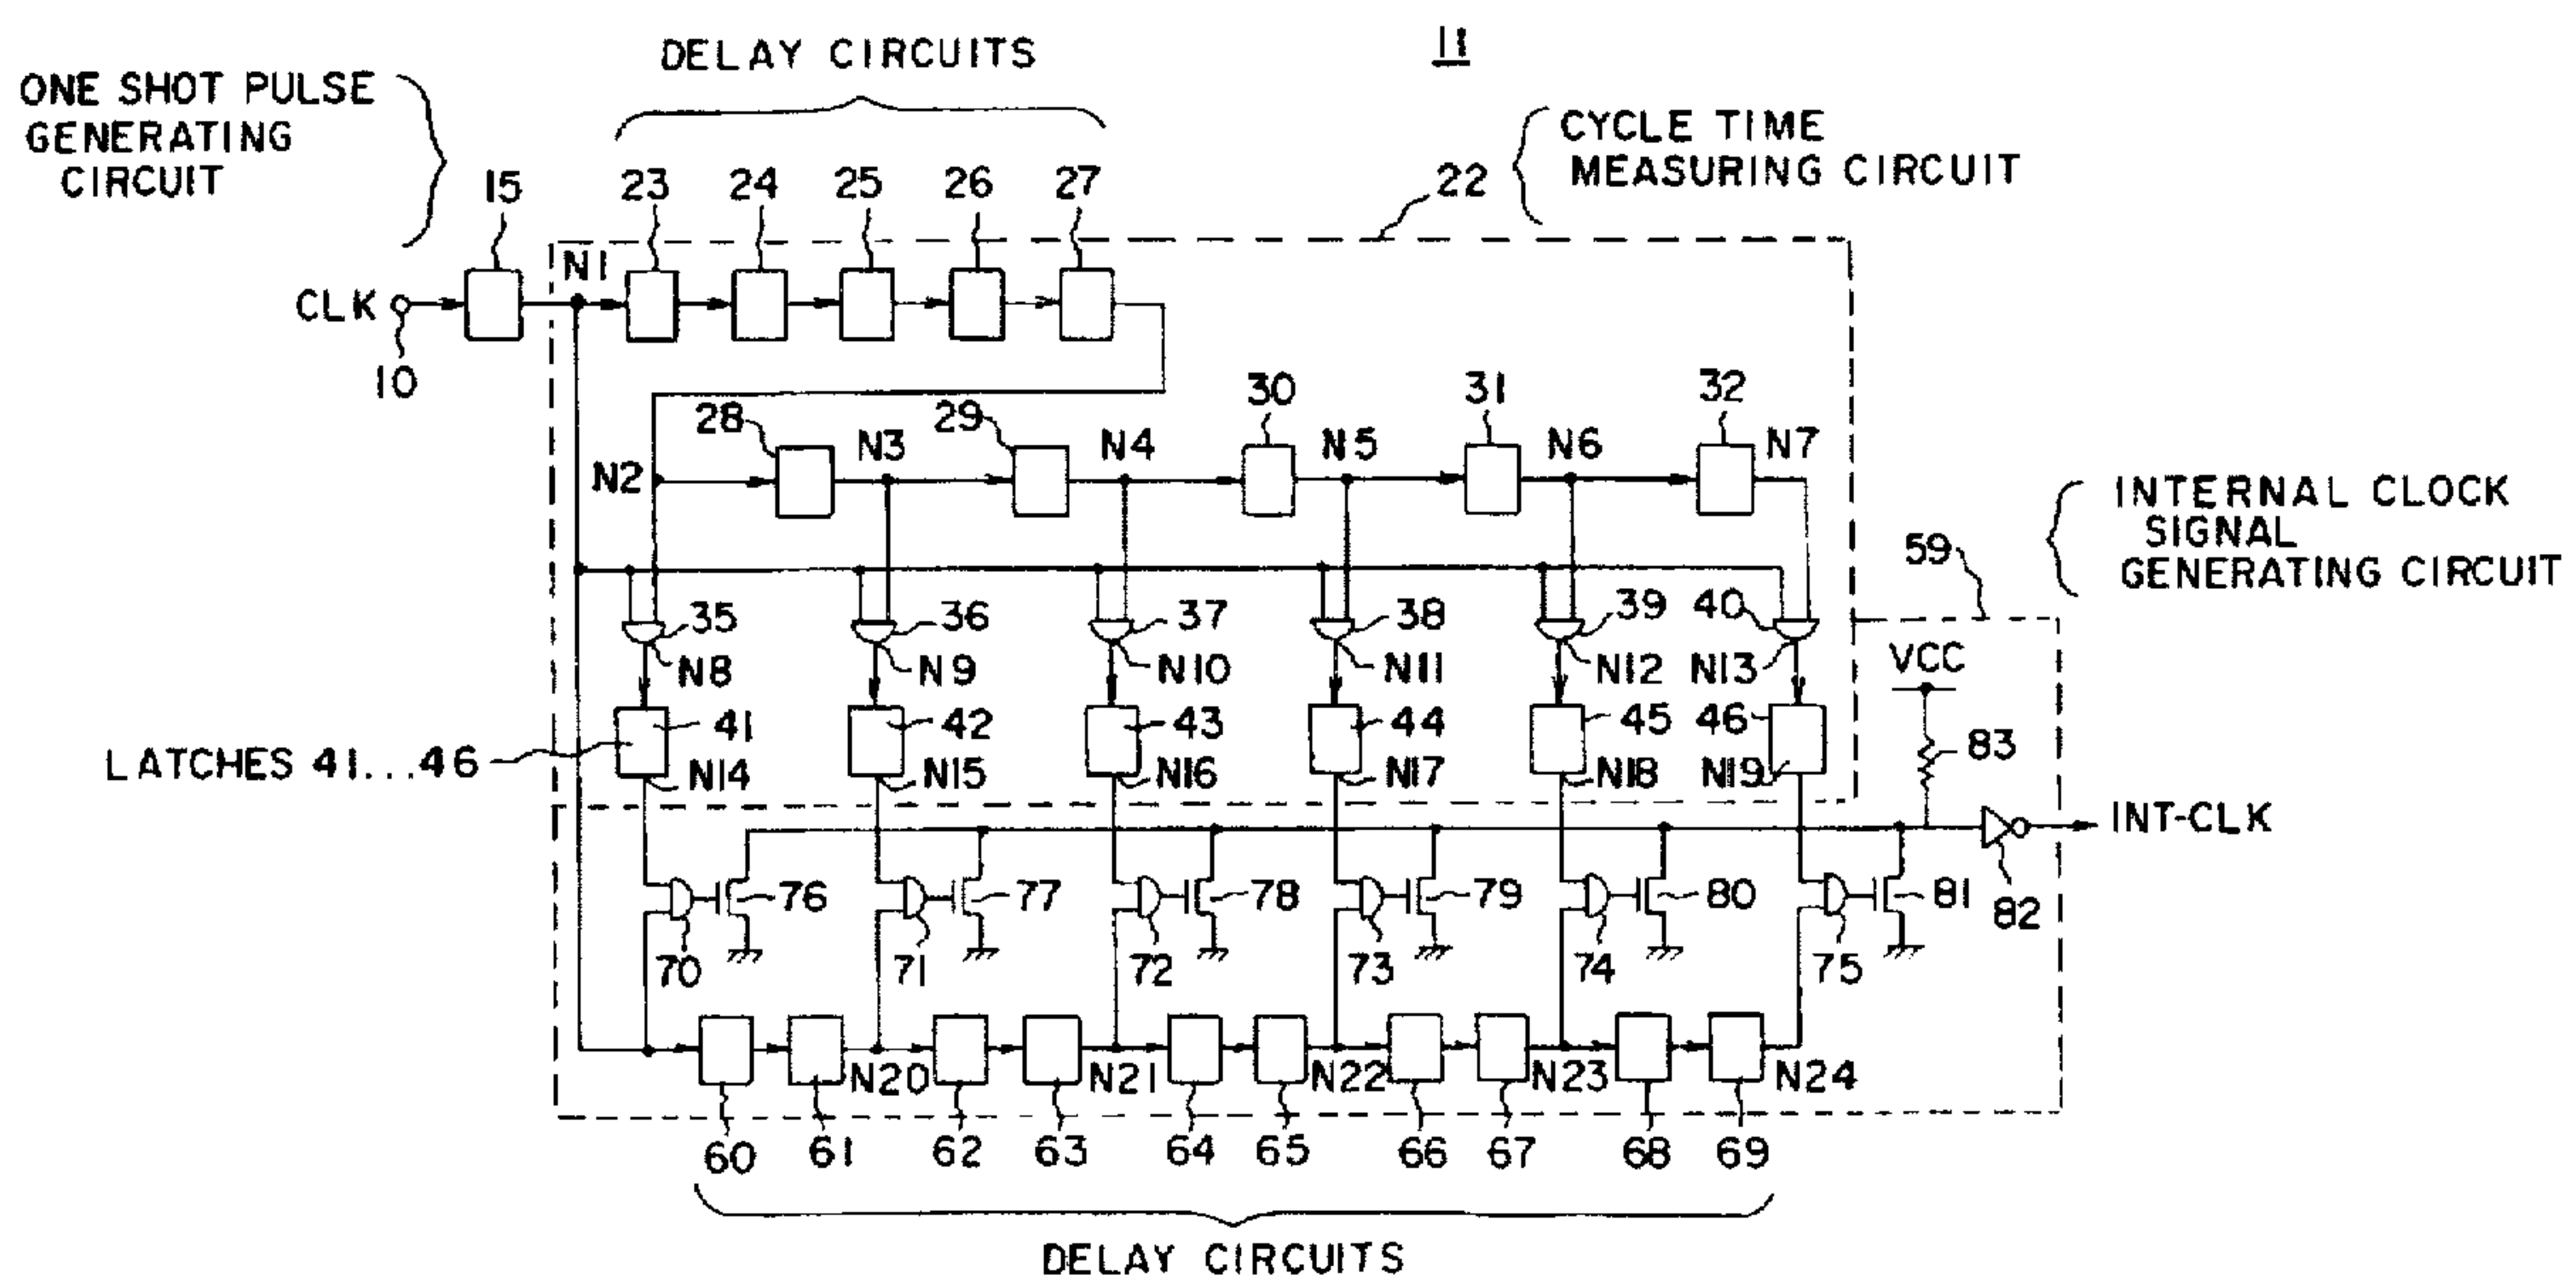 11
DELAY CIRCUITS
ONE SHOT PULSE
GENERATING
CIRCUIT
CYCLE TIME
MEASURING CIRCUIT
15
23
24
25
26
27
22
N1
CLK
10
28
N3
29
N4
30
N5
31
N6
32
N7
N2
INTERNAL CLOCK
SIGNAL
GENERATING CIRCUIT
59
35
36
37
38
39
40
N8
N9
N10
N11
N12
N13
VCC
41
42
43
44
45
46
83
LATCHES 41...46
N14
N15
N16
N17
N18
N19
INT-CLK
76
77
78
79
80
81
82
70
71
72
73
74
75
N20
N21
N22
N23
N24
60
61
62
63
64
65
66
67
68
69
DELAY CIRCUITS